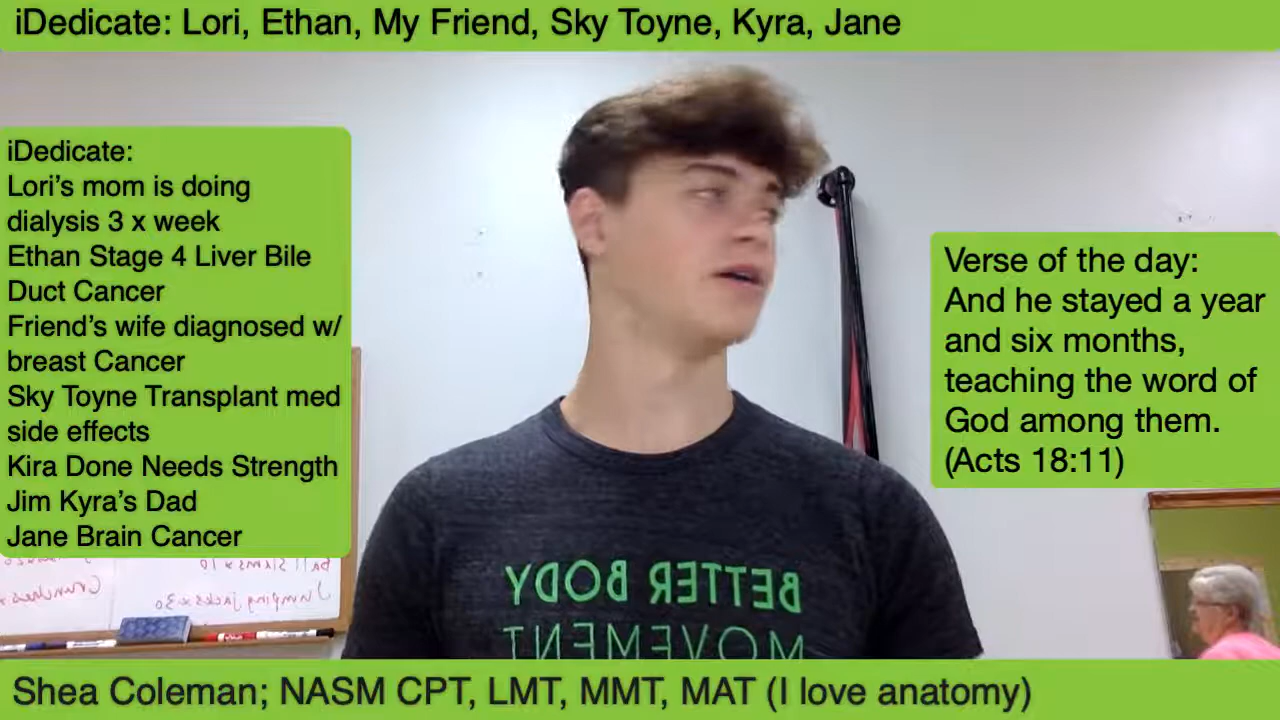 iDedicate: Lori, Ethan, My Friend, Sky Toyne, Kyra, Jane
iDedicate:
Lori's mom is doing
dialysis 3 x week
Ethan Stage 4 Liver Bile
Duct Cancer
Friend's wife diagnosed w/
breast Cancer
Sky Toyne Transplant med
side effects
Kira Done Needs Strength
Jim Kyra's Dad
Jane Brain Cancer
Verse of the day:
And he stayed a year
and six months,
teaching the word of
God among them.
(Acts 18:11)
ball slams x 10
Jumping jacks x 30
Crunches x
BETTER BODY
MOVEMENT
Shea Coleman; NASM CPT, LMT, MMT, MAT (I love anatomy)